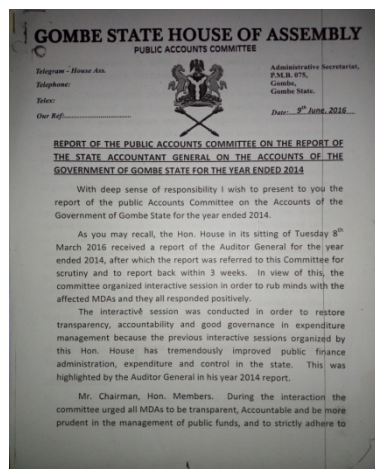 GOMBE STATE HOUSE OF ASSEMBLY
PUBLIC ACCOUNTS COMMITTEE
Telegram - House Ass.
Telephone:
Telex:
Our Ref:..............................
Administrative Secretariat,
P.M.B. 075,
Gombe,
Gombe State.
Date: 9th June, 2016
REPORT OF THE PUBLIC ACCOUNTS COMMITTEE ON THE REPORT OF
THE STATE ACCOUNTANT GENERAL ON THE ACCOUNTS OF THE
GOVERNMENT OF GOMBE STATE FOR THE YEAR ENDED 2014
With deep sense of responsibility I wish to present to you the
report of the public Accounts Committee on the Accounts of the
Government of Gombe State for the year ended 2014.
As you may recall, the Hon. House in its sitting of Tuesday 8th
March 2016 received a report of the Auditor General for the year
ended 2014, after which the report was referred to this Committee for
scrutiny and to report back within 3 weeks. In view of this, the
committee organized interactive session in order to rub minds with the
affected MDAs and they all responded positively.
The interactive session was conducted in order to restore
transparency, accountability and good governance in expenditure
management because the previous interactive sessions organized by
this Hon. House has tremendously improved public finance
administration, expenditure and control in the state. This was
highlighted by the Auditor General in his year 2014 report.
Mr. Chairman, Hon. Members. During the interaction the
committee urged all MDAs to be transparent, Accountable and be more
prudent in the management of public funds, and to strictly adhere to